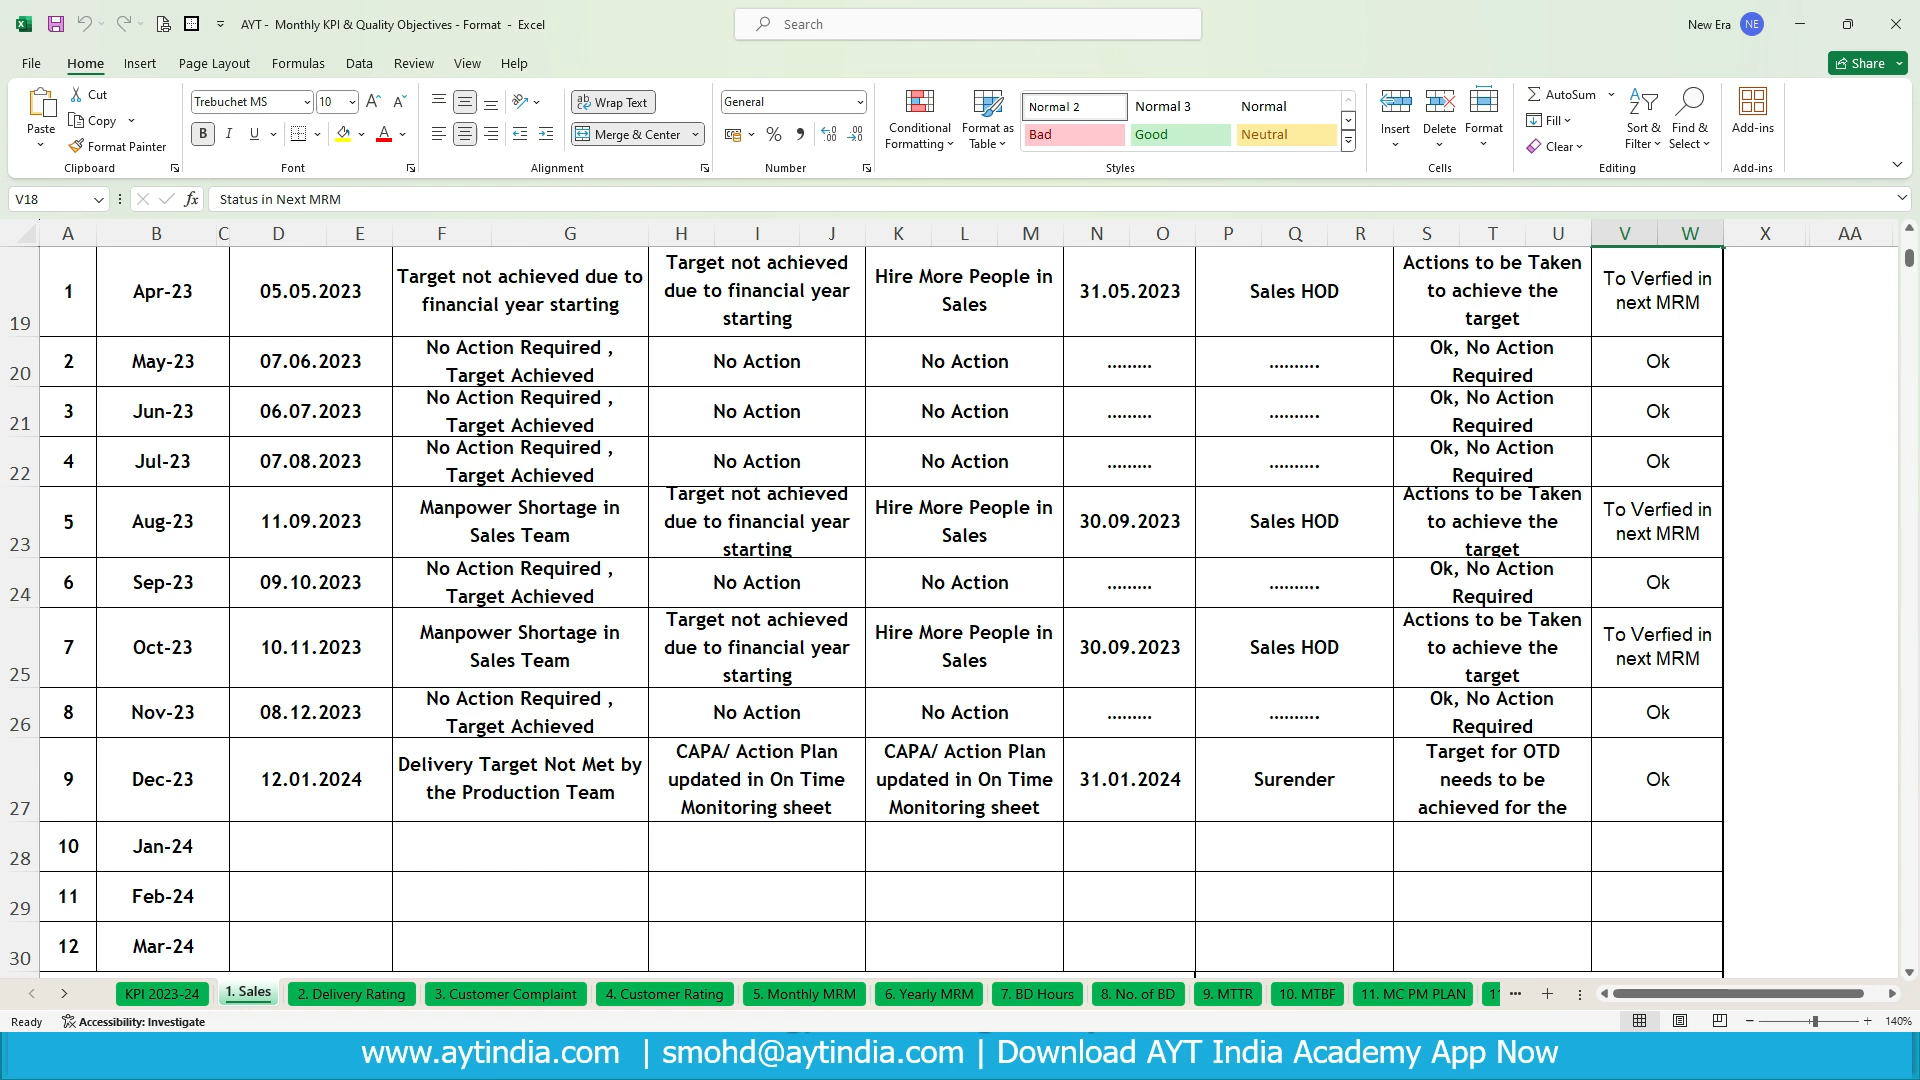 AYT - Monthly KPI & Quality Objectives - Format - Excel
Search
New Era NE
File Home Insert Page Layout Formulas Data Review View Help
Share
Paste
Cut
Copy
Format Painter
Clipboard
Trebuchet MS 10
B I U
Font
Wrap Text
Merge & Center
Alignment
General
Number
Conditional Formatting
Format as Table
Normal 2 Normal 3 Normal
Bad Good Neutral
Styles
Insert Delete Format
Cells
AutoSum
Fill
Clear
Sort & Filter
Find & Select
Editing
Add-ins
Add-ins
V18 fx Status in Next MRM
A B C D E F G H I J K L M N O P Q R S T U V W X AA
19 1 Apr-23 05.05.2023 Target not achieved due to financial year starting Target not achieved due to financial year starting Hire More People in Sales 31.05.2023 Sales HOD Actions to be Taken to achieve the target To Verfied in next MRM
20 2 May-23 07.06.2023 No Action Required , Target Achieved No Action No Action ......... .......... Ok, No Action Required Ok
21 3 Jun-23 06.07.2023 No Action Required , Target Achieved No Action No Action ......... .......... Ok, No Action Required Ok
22 4 Jul-23 07.08.2023 No Action Required , Target Achieved No Action No Action ......... .......... Ok, No Action Required Ok
23 5 Aug-23 11.09.2023 Manpower Shortage in Sales Team Target not achieved due to financial year starting Hire More People in Sales 30.09.2023 Sales HOD Actions to be Taken to achieve the target To Verfied in next MRM
24 6 Sep-23 09.10.2023 No Action Required , Target Achieved No Action No Action ......... .......... Ok, No Action Required Ok
25 7 Oct-23 10.11.2023 Manpower Shortage in Sales Team Target not achieved due to financial year starting Hire More People in Sales 30.09.2023 Sales HOD Actions to be Taken to achieve the target To Verfied in next MRM
26 8 Nov-23 08.12.2023 No Action Required , Target Achieved No Action No Action ......... .......... Ok, No Action Required Ok
27 9 Dec-23 12.01.2024 Delivery Target Not Met by the Production Team CAPA/ Action Plan updated in On Time Monitoring sheet CAPA/ Action Plan updated in On Time Monitoring sheet 31.01.2024 Surender Target for OTD needs to be achieved for the Ok
28 10 Jan-24
29 11 Feb-24
30 12 Mar-24
KPI 2023-24 1. Sales 2. Delivery Rating 3. Customer Complaint 4. Customer Rating 5. Monthly MRM 6. Yearly MRM 7. BD Hours 8. No. of BD 9. MTTR 10. MTBF 11. MC PM PLAN
Ready Accessibility: Investigate 140%
www.aytindia.com | smohd@aytindia.com | Download AYT India Academy App Now